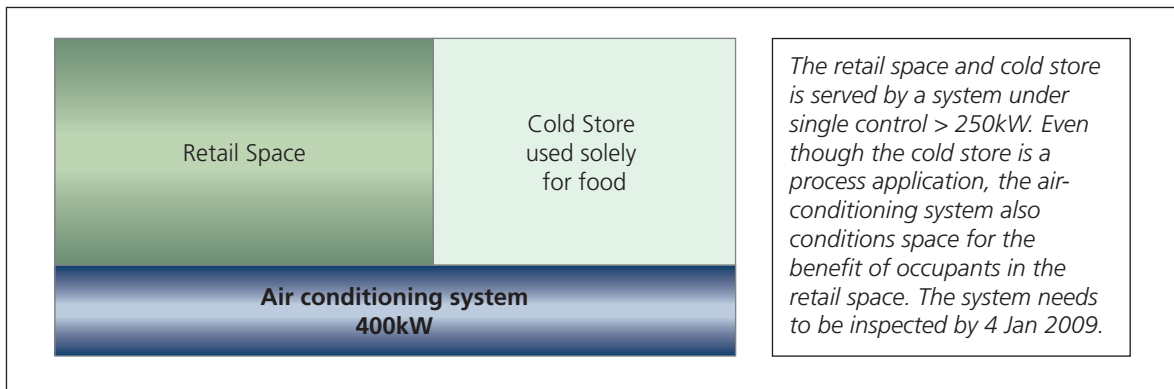 Retail Space
Cold Store
used solely
for food
Air conditioning system
400kW
The retail space and cold store
is served by a system under
single control > 250kW. Even
though the cold store is a
process application, the air-
conditioning system also
conditions space for the
benefit of occupants in the
retail space. The system needs
to be inspected by 4 Jan 2009.